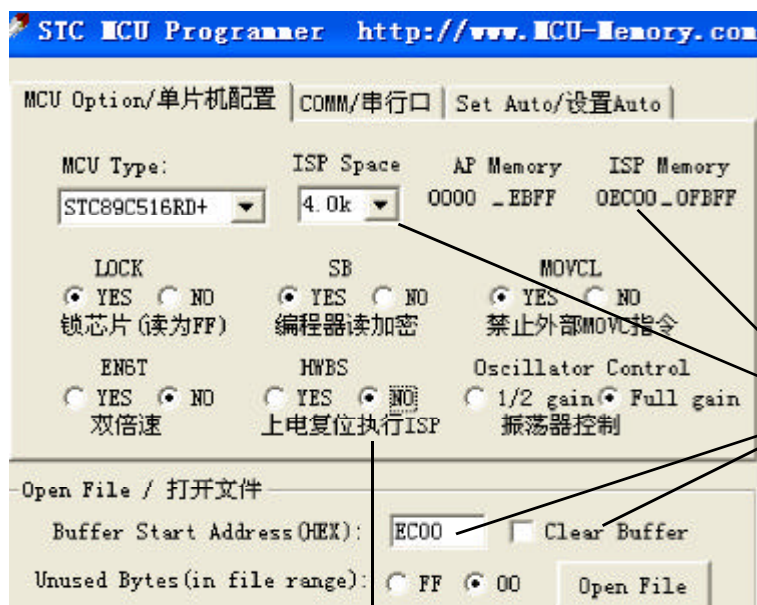 STC MCU Programmer http://www.MCU-Memory.com
MCU Option/单片机配置 COMM/串行口 Set Auto/设置Auto
MCU Type: ISP Space AP Memory ISP Memory
STC89C516RD+ 4.0k 0000 _EBFF 0EC00_0FBFF
LOCK SB MOVCL
YES NO YES NO YES NO
锁芯片(读为FF) 编程器读加密 禁止外部MOVC指令
EN6T HWBS Oscillator Control
YES NO YES NO 1/2 gain Full gain
双倍速 上电复位执行ISP 振荡器控制
Open File / 打开文件
Buffer Start Address(HEX): EC00 Clear Buffer
Unused Bytes(in file range): FF 00 Open File